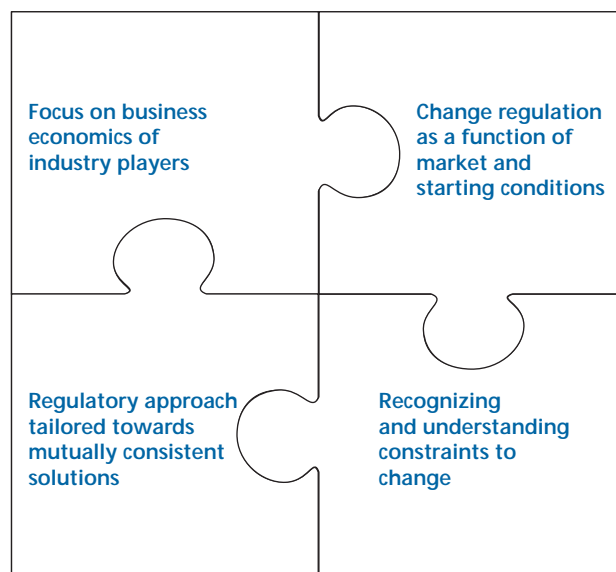 Focus on business
economics of
industry players
Change regulation
as a function of
market and
starting conditions
Regulatory approach
tailored towards
mutually consistent
solutions
Recognizing
and understanding
constraints to
change